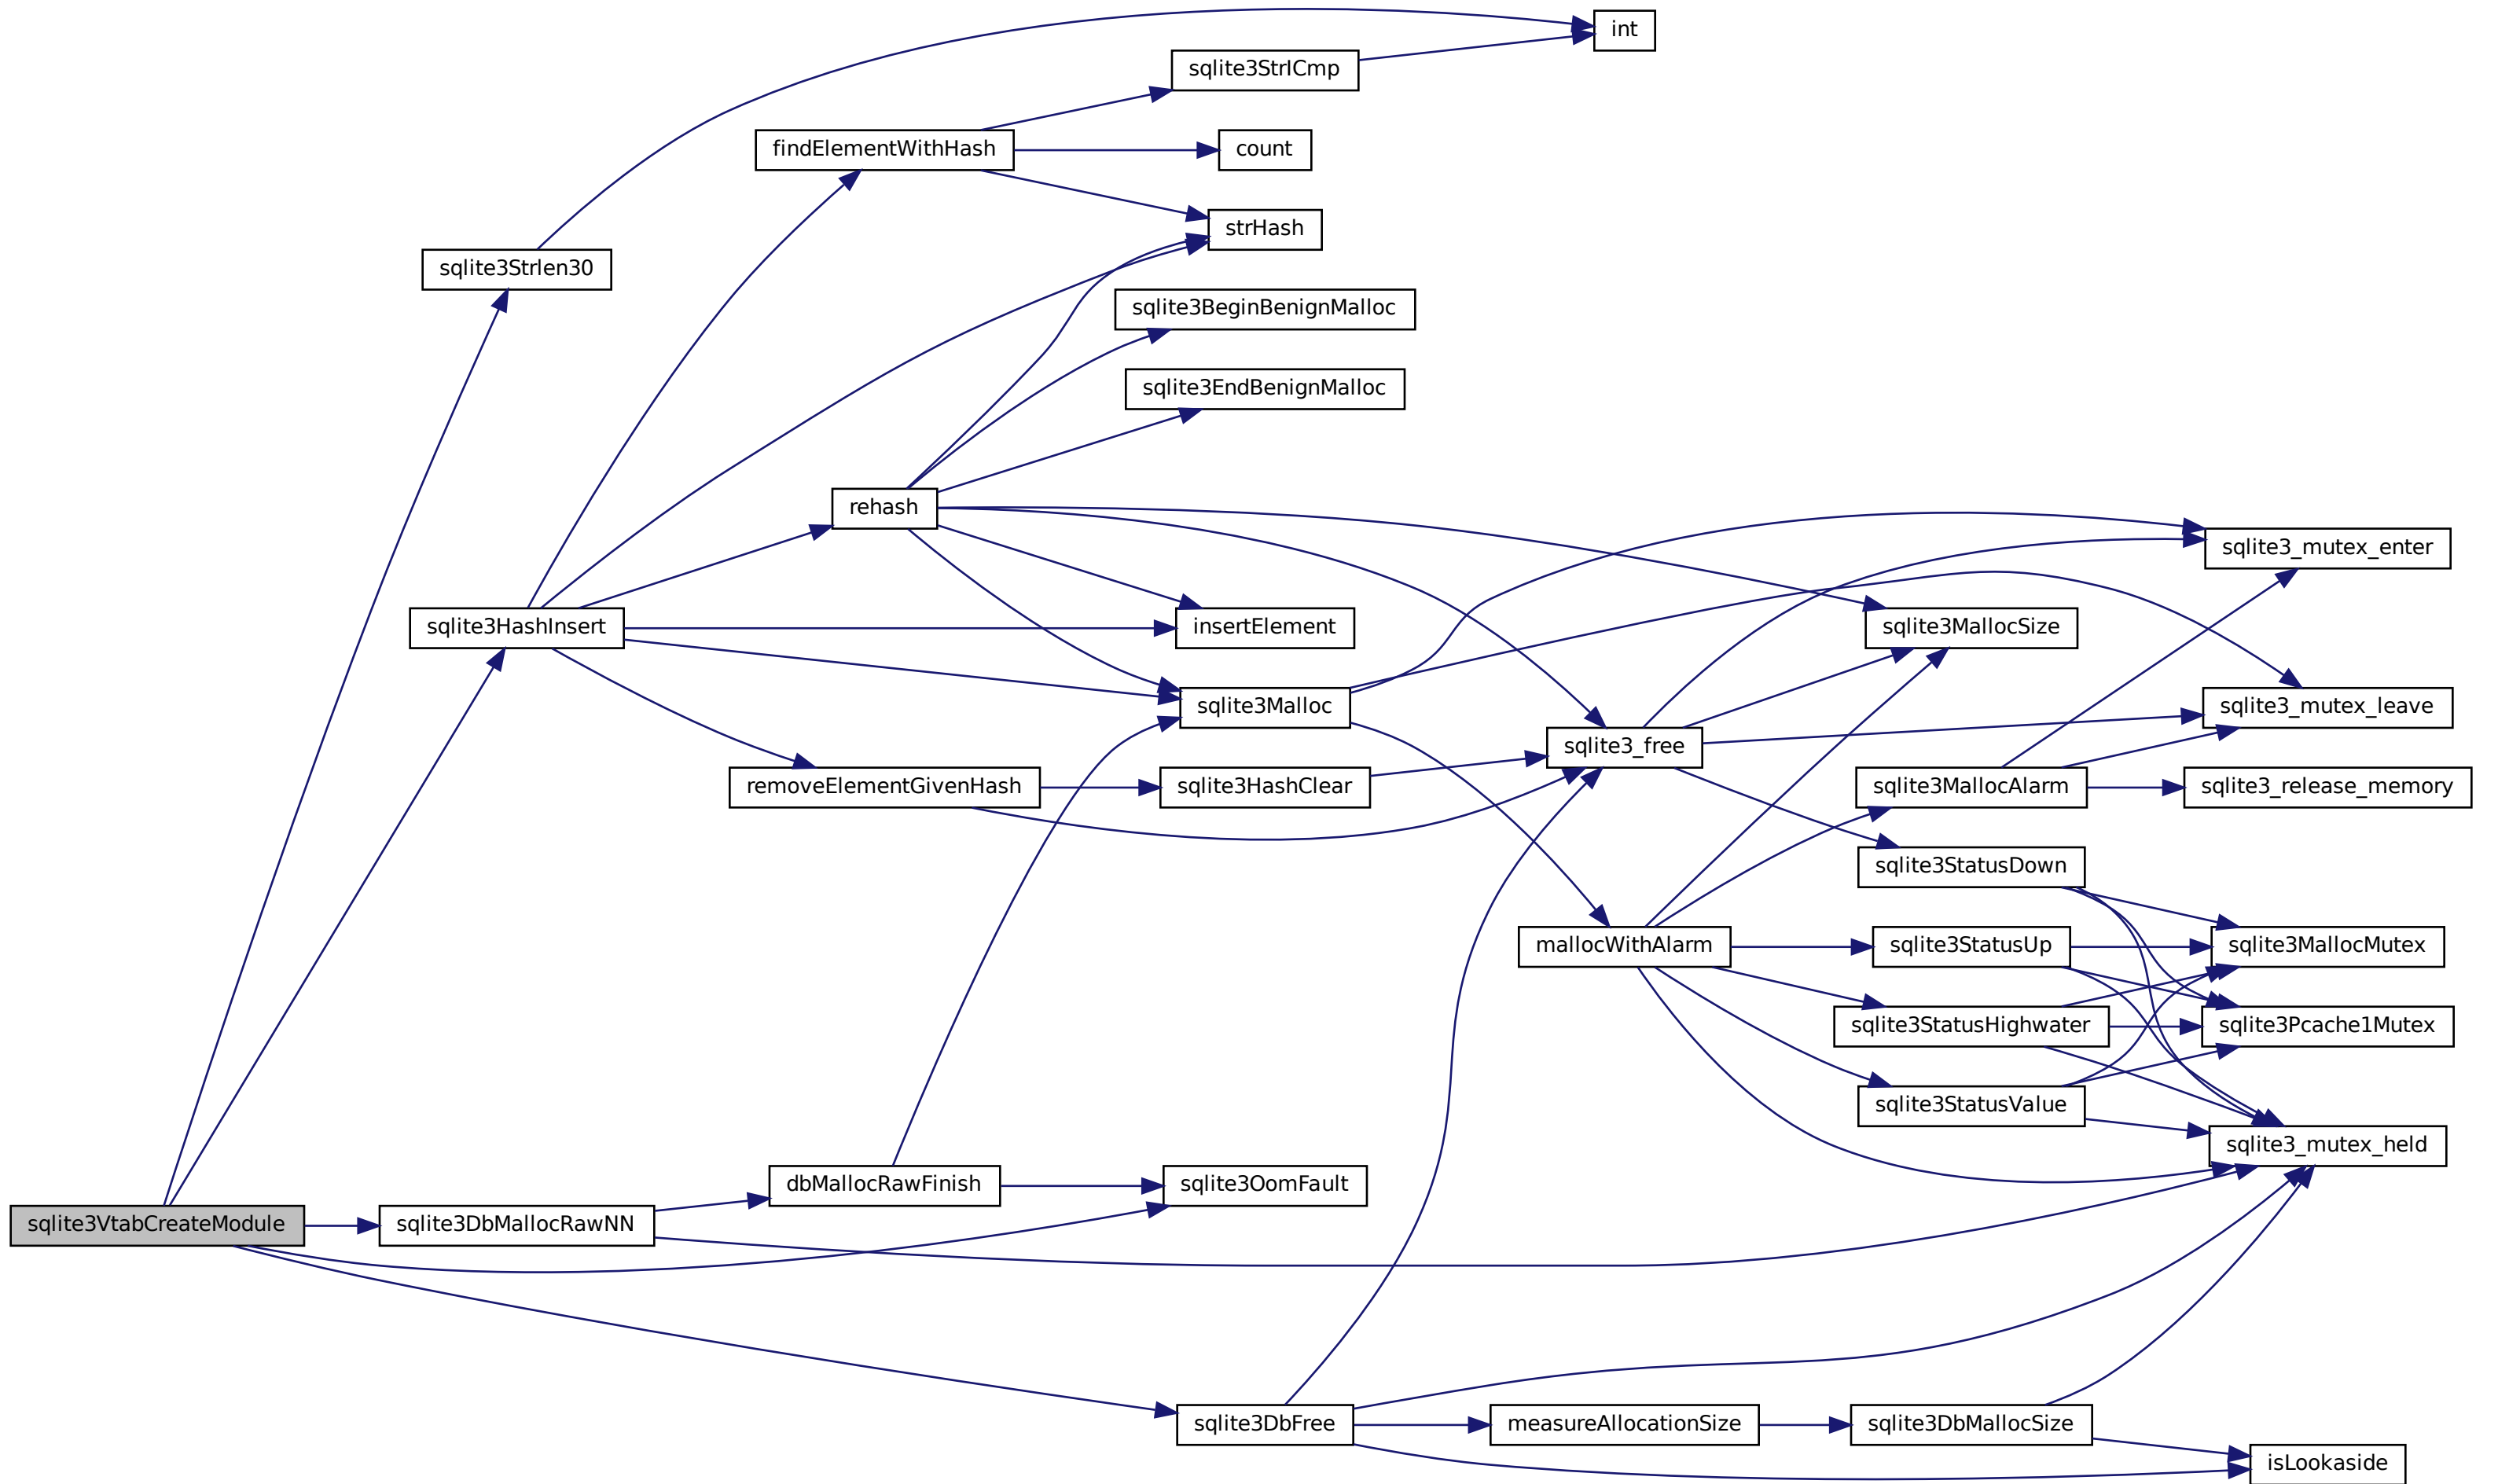 int
sqlite3StrICmp
findElementWithHash
count
strHash
sqlite3Strlen30
sqlite3BeginBenignMalloc
sqlite3EndBenignMalloc
rehash
sqlite3_mutex_enter
sqlite3HashInsert
insertElement
sqlite3MallocSize
sqlite3Malloc
sqlite3_mutex_leave
sqlite3_free
removeElementGivenHash
sqlite3HashClear
sqlite3MallocAlarm
sqlite3_release_memory
sqlite3StatusDown
mallocWithAlarm
sqlite3StatusUp
sqlite3MallocMutex
sqlite3StatusHighwater
sqlite3Pcache1Mutex
sqlite3StatusValue
sqlite3_mutex_held
dbMallocRawFinish
sqlite3OomFault
sqlite3VtabCreateModule
sqlite3DbMallocRawNN
sqlite3DbFree
measureAllocationSize
sqlite3DbMallocSize
isLookaside